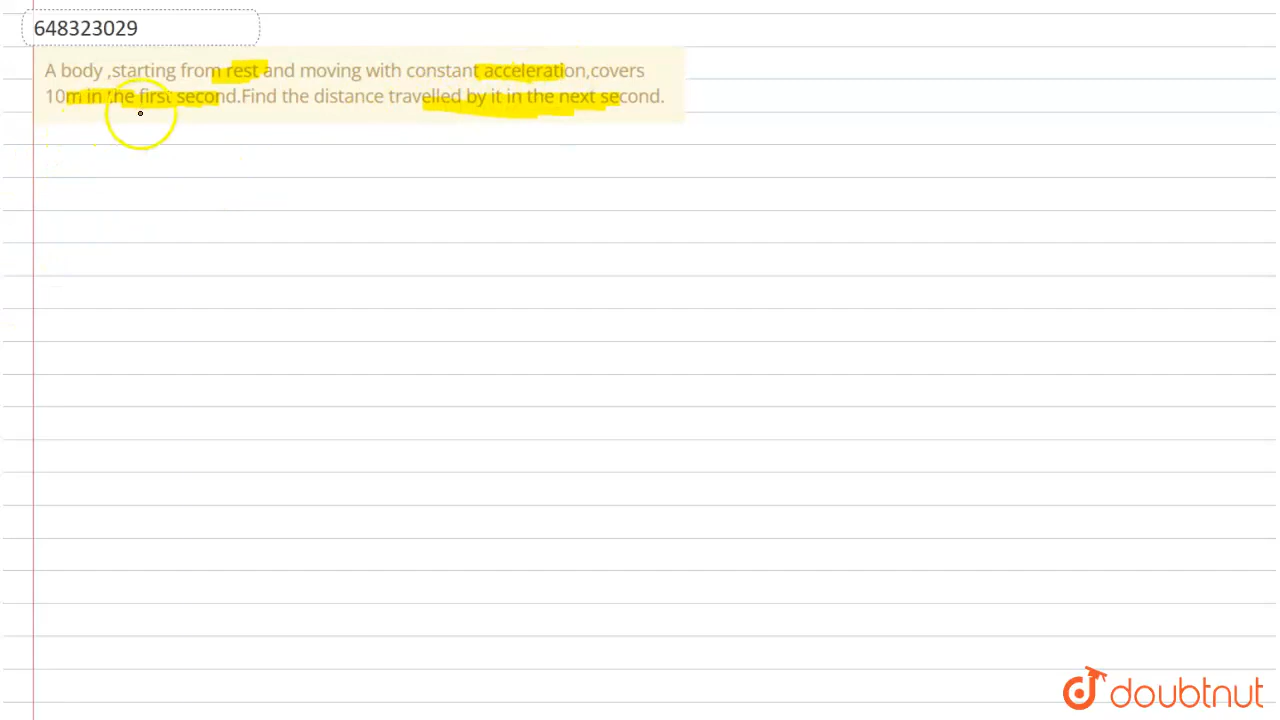 648323029
A body ,starting from rest and moving with constant acceleration,covers
10m in the first second.Find the distance travelled by it in the next second.
doubtnut